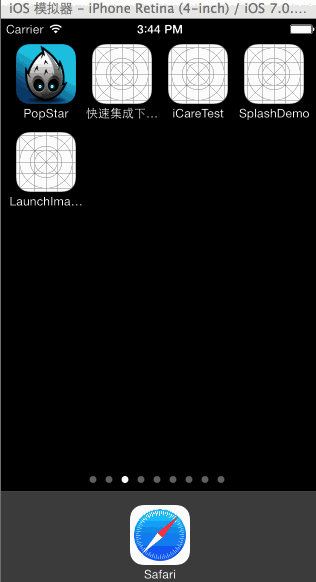 iOS 模拟器 – iPhone Retina (4-inch) / iOS 7.0....
Carrier 3:44 PM
PopStar 快速集成下... iCareTest SplashDemo
LaunchIma...
Safari